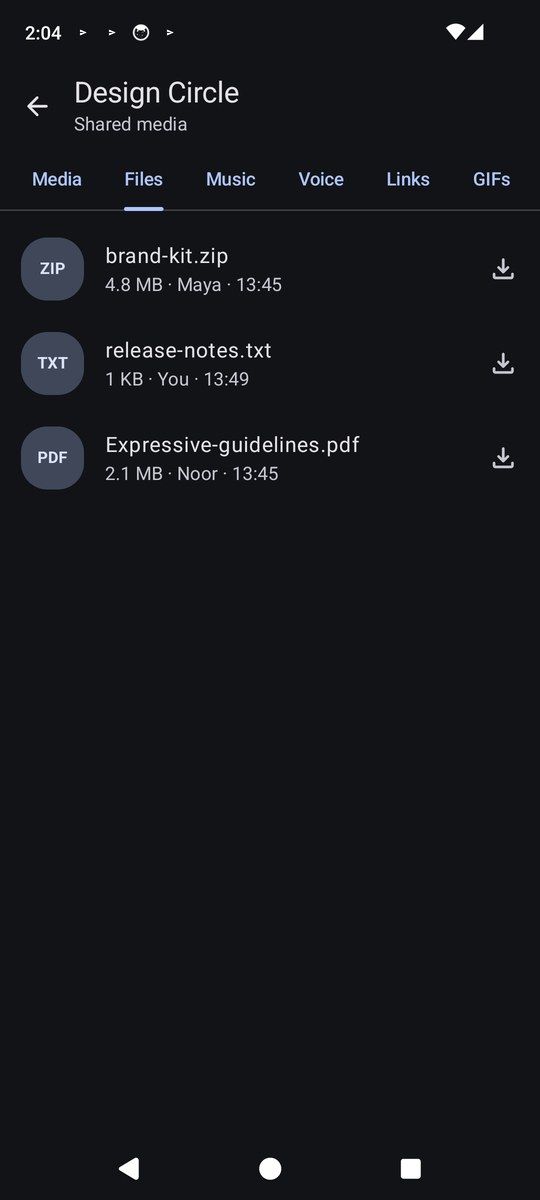 2:04
Design Circle
Shared media
Media Files Music Voice Links GIFs
ZIP
brand-kit.zip
4.8 MB · Maya · 13:45
TXT
release-notes.txt
1 KB · You · 13:49
PDF
Expressive-guidelines.pdf
2.1 MB · Noor · 13:45